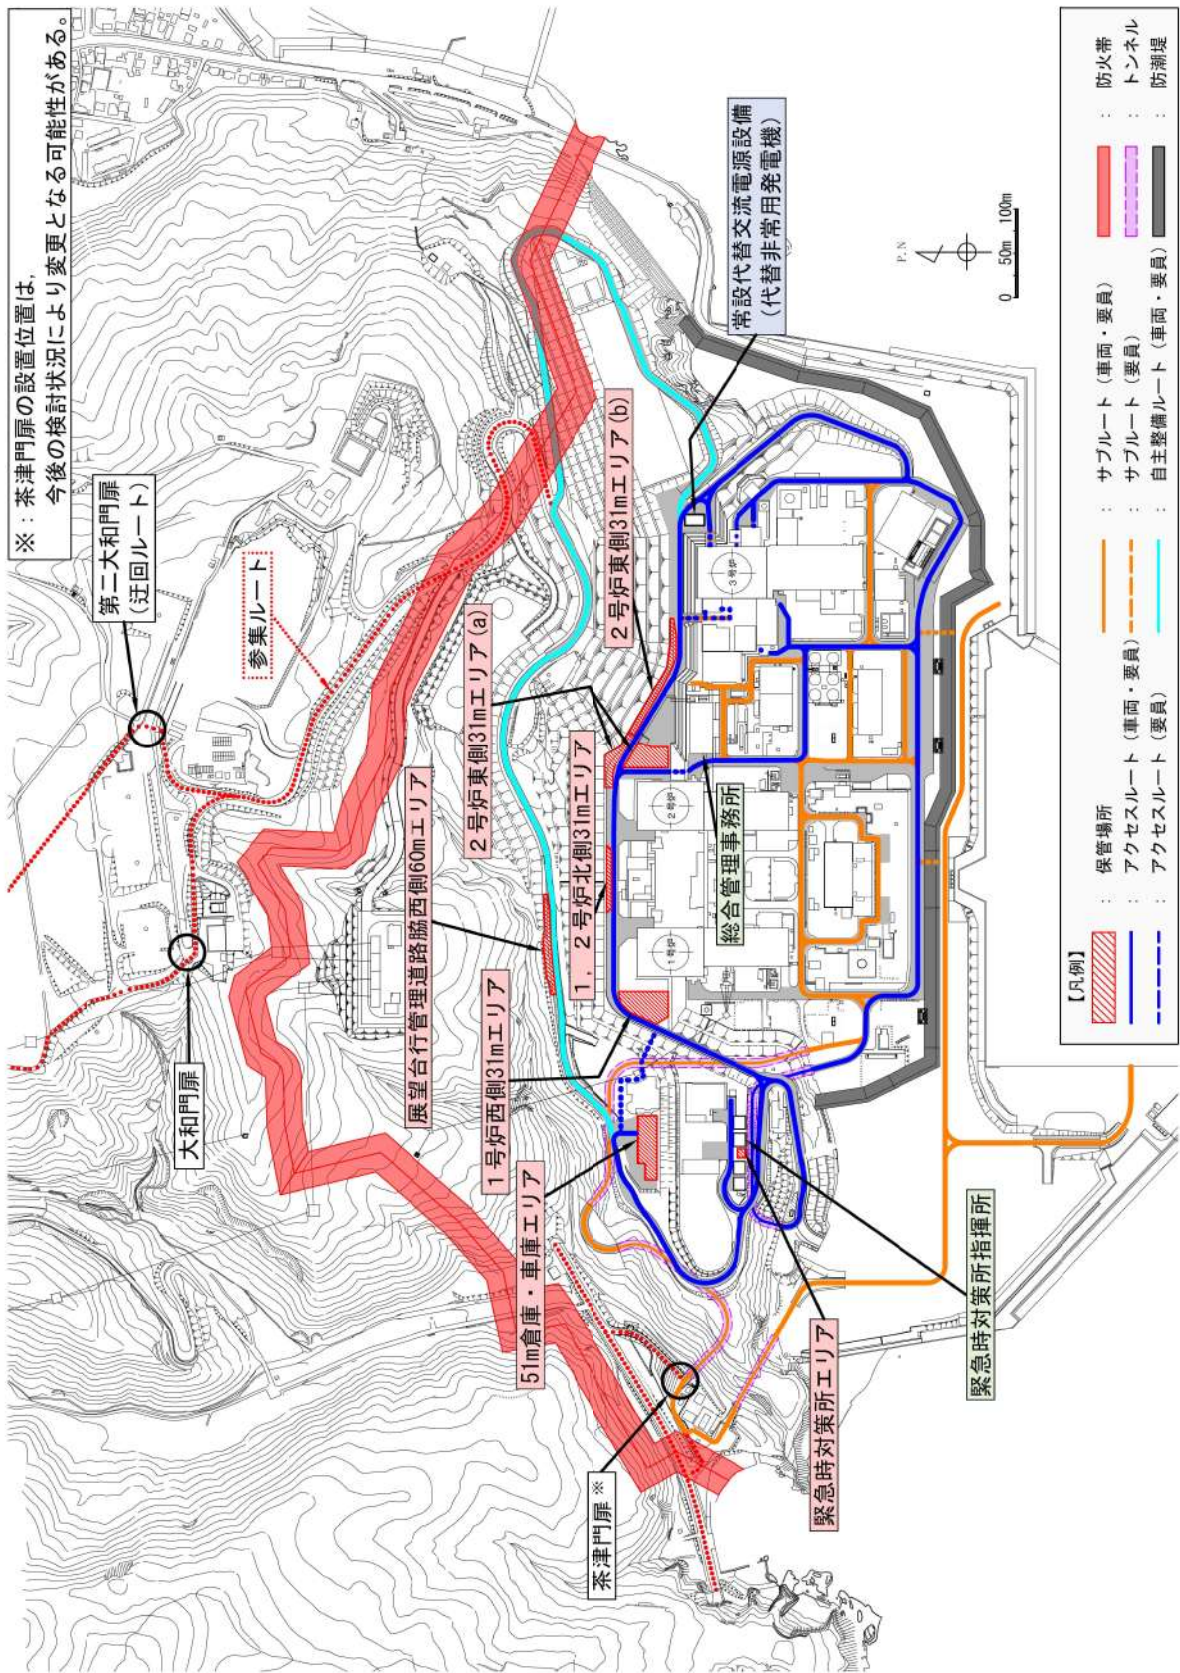 ※：茶津門扉の設置位置は，
今後の検討状況により変更となる可能性がある。
第二大和門扉
（迂回ルート）
参集ルート
大和門扉
展望台行管理道路脇西側60mエリア
2号炉東側31mエリア(a)
2号炉東側31mエリア(b)
1，2号炉北側31mエリア
1号炉西側31mエリア
51m倉庫・車庫エリア
茶津門扉※
常設代替交流電源設備
（代替非常用発電機）
総合管理事務所
緊急時対策所エリア
緊急時対策所指揮所
1号炉
2号炉
3号炉
P.N
0 50m 100m
【凡例】
：保管場所
：アクセスルート（車両・要員）
：アクセスルート（要員）
：サブルート（車両・要員）
：サブルート（要員）
：自主整備ルート（車両・要員）
：防火帯
：トンネル
：防潮堤